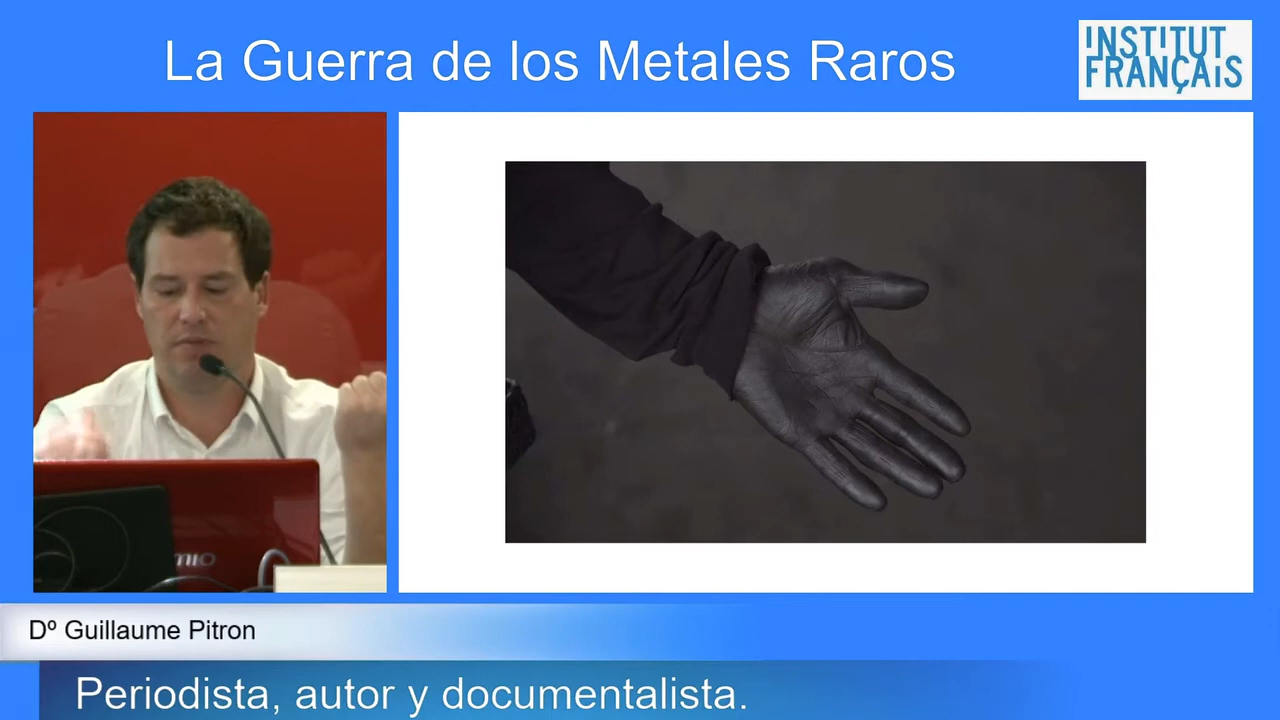 La Guerra de los Metales Raros
INSTITUT
FRANÇAIS
Dº Guillaume Pitron
Periodista, autor y documentalista.